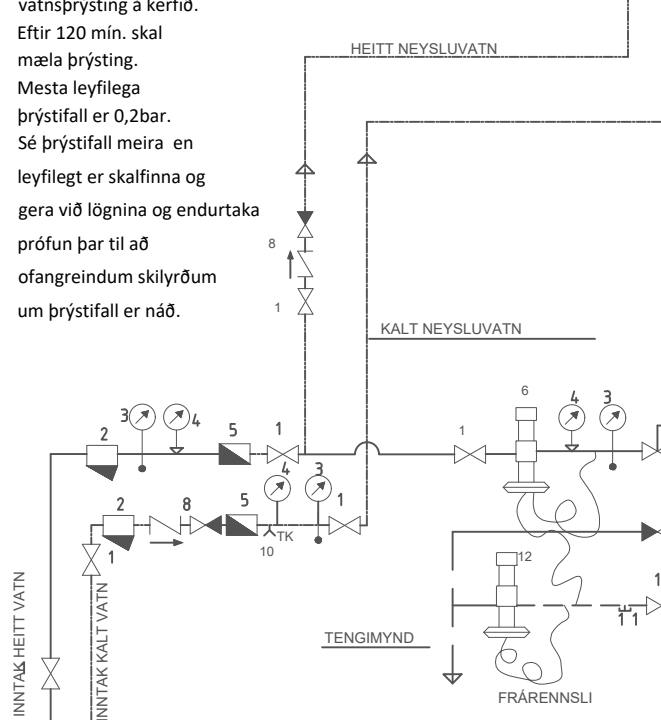 vatnsþrýsting á kerfið.
Eftir 120 mín. skal
mæla þrýsting.
Mesta leyfilega
þrýstifall er 0,2bar.
Sé þrýstifall meira en
leyfilegt er skalfinna og
gera við lögnina og endurtaka
prófun þar til að
ofangreindum skilyrðum
um þrýstifall er náð.
HEITT NEYSLUVATN
8
1
KALT NEYSLUVATN
2
3
4
5
1
1
6
4
3
2
8
5
4
3
1
10
TK
1
12
1
11
TENGIMYND
FRÁRENNSLI
INNTAK HEITT VATN
1
INNTAK KALT VATN